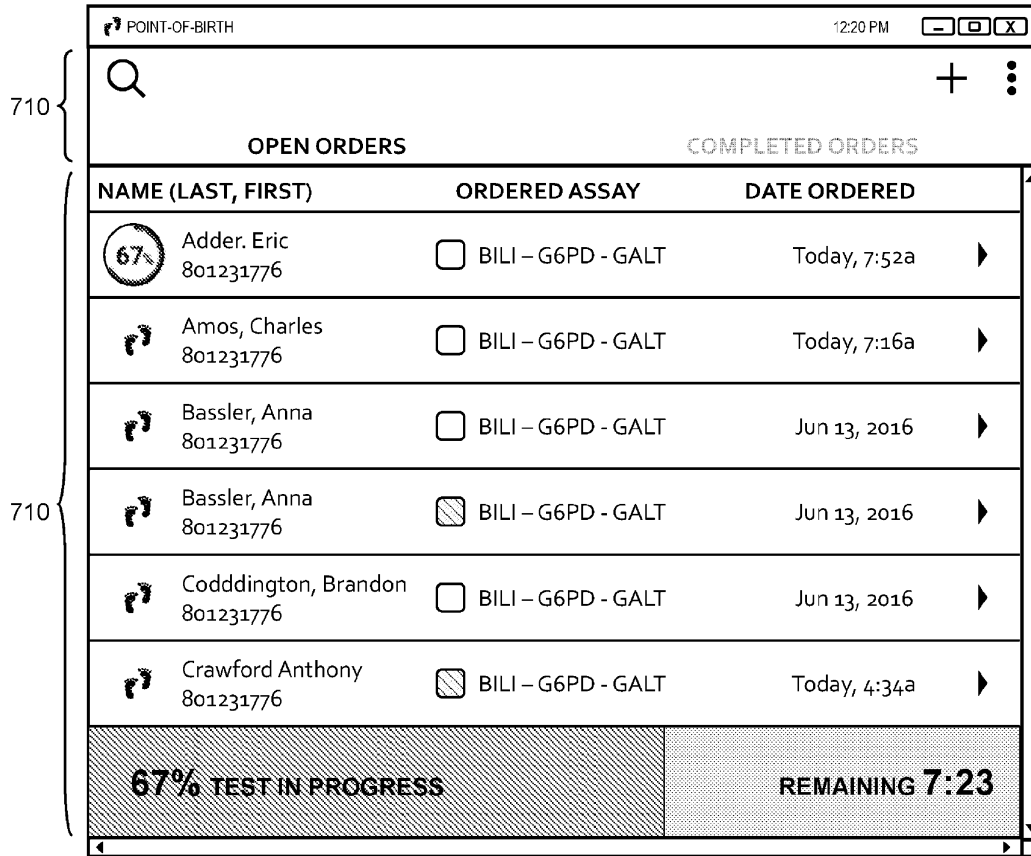 POINT-OF-BIRTH 12:20 PM X
710
OPEN ORDERS COMPLETED ORDERS
NAME (LAST, FIRST) ORDERED ASSAY DATE ORDERED
67% Adder. Eric
801231776 BILI – G6PD - GALT Today, 7:52a
Amos, Charles
801231776 BILI – G6PD - GALT Today, 7:16a
Bassler, Anna
801231776 BILI – G6PD - GALT Jun 13, 2016
710
Bassler, Anna
801231776 BILI – G6PD - GALT Jun 13, 2016
Codddington, Brandon
801231776 BILI – G6PD - GALT Jun 13, 2016
Crawford Anthony
801231776 BILI – G6PD - GALT Today, 4:34a
67% TEST IN PROGRESS REMAINING 7:23